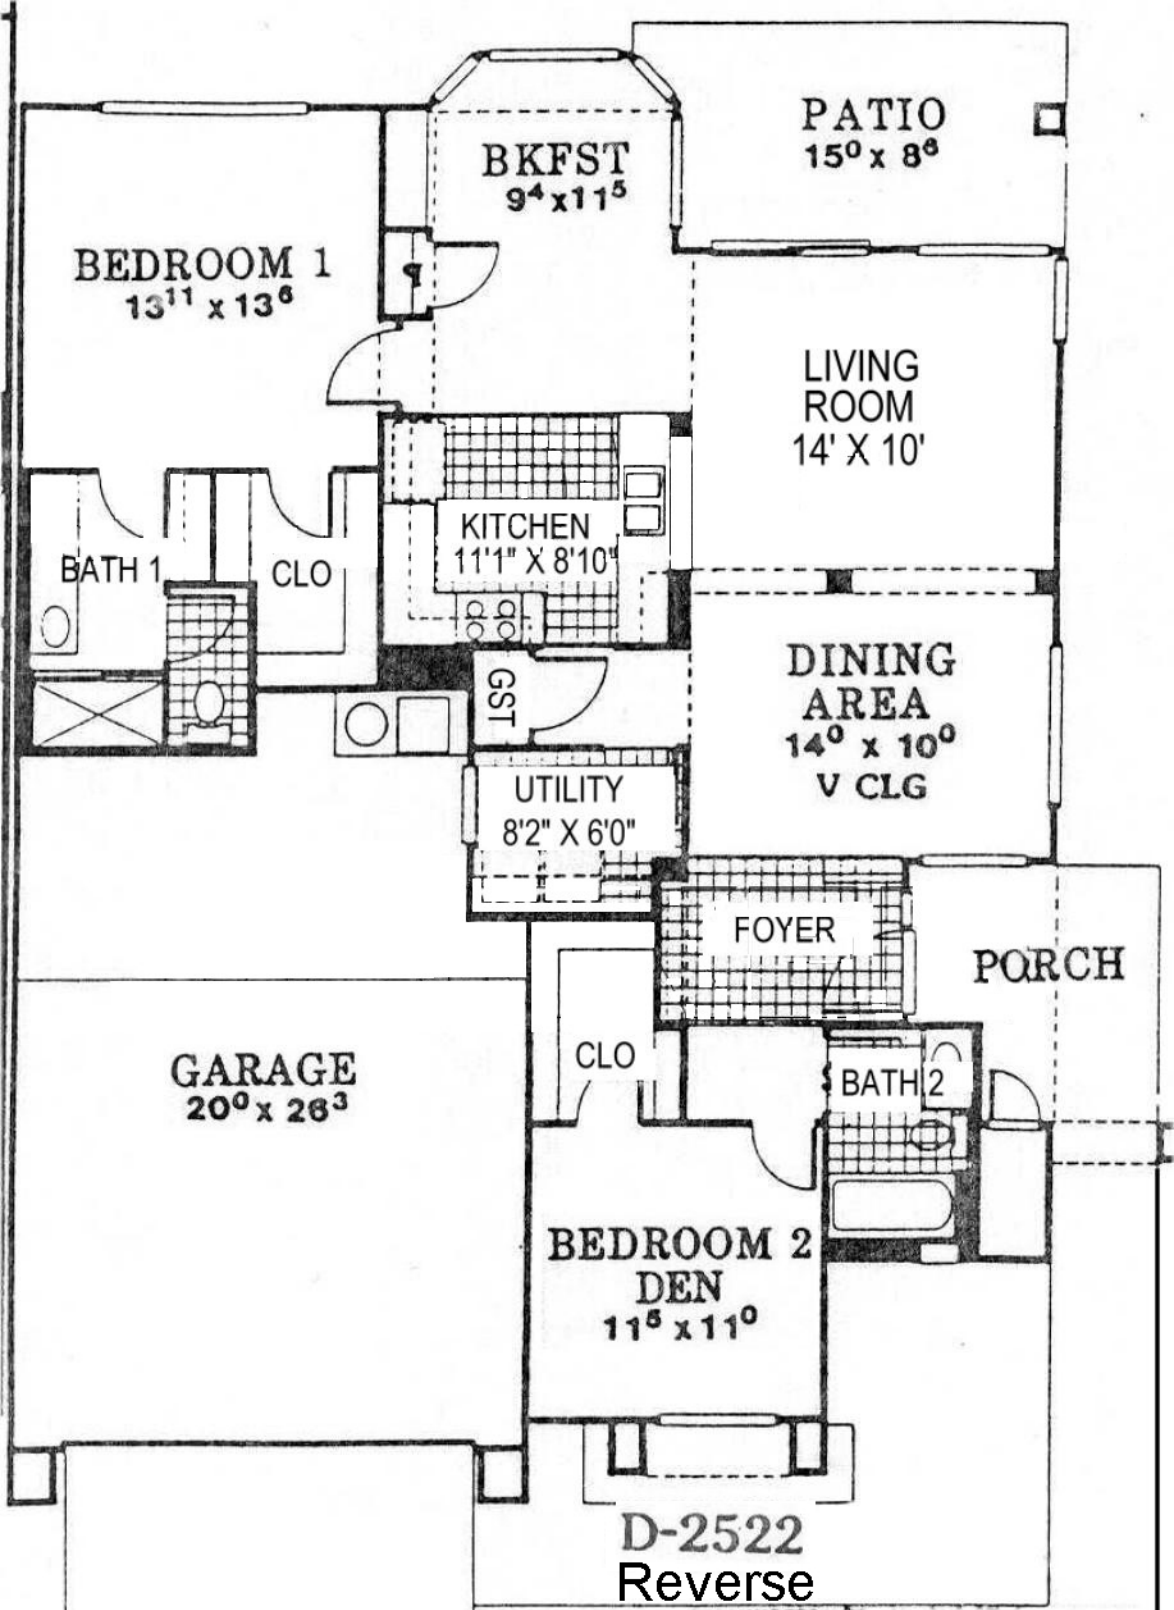 PATIO
15⁰ x 8⁶
BKFST
9⁴ x 11⁵
BEDROOM 1
13¹¹ x 13⁶
LIVING
ROOM
14' X 10'
KITCHEN
11'1" X 8'10"
BATH 1
CLO
GST
DINING
AREA
14⁰ x 10⁰
V CLG
UTILITY
8'2" X 6'0"
FOYER
PORCH
CLO
BATH 2
GARAGE
20⁰ x 26³
BEDROOM 2
DEN
11⁵ x 11⁰
D-2522
Reverse